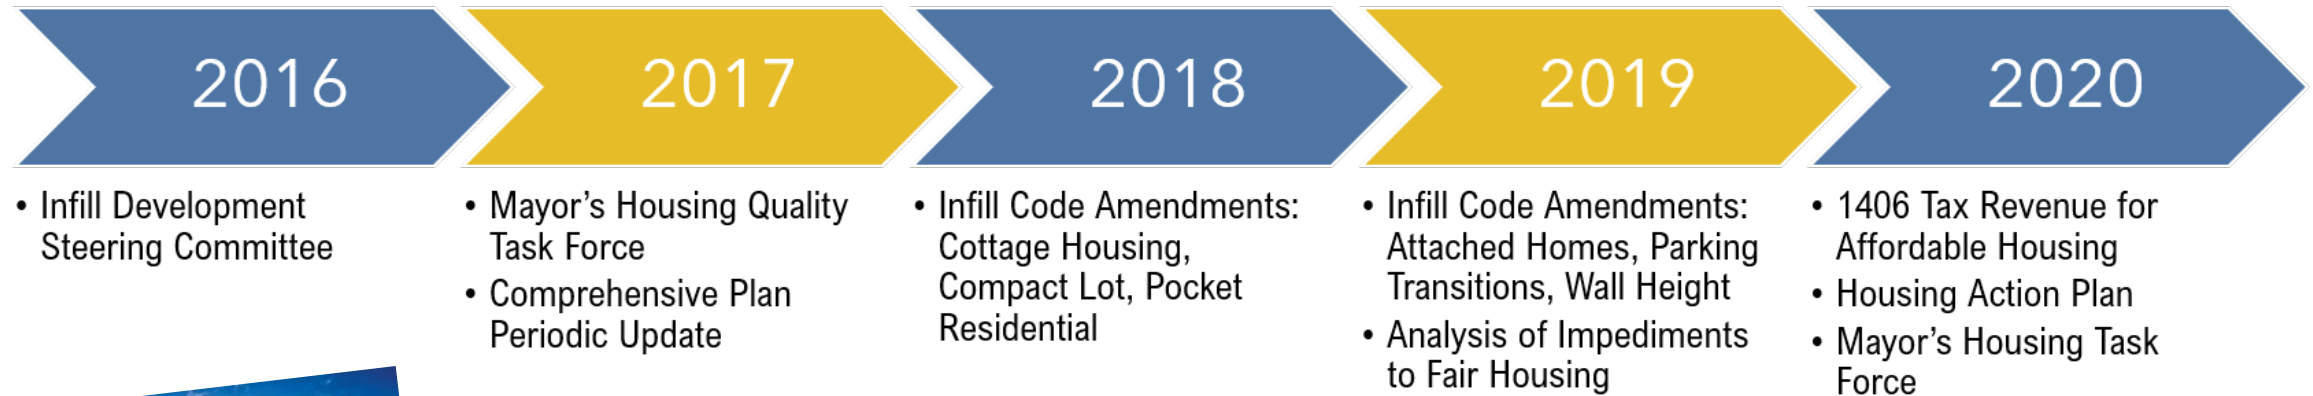 2016
2017
2018
2019
2020
• Infill Development
Steering Committee
• Mayor's Housing Quality
Task Force
• Comprehensive Plan
Periodic Update
• Infill Code Amendments:
Cottage Housing,
Compact Lot, Pocket
Residential
• Infill Code Amendments:
Attached Homes, Parking
Transitions, Wall Height
• Analysis of Impediments
to Fair Housing
• 1406 Tax Revenue for
Affordable Housing
• Housing Action Plan
• Mayor's Housing Task
Force